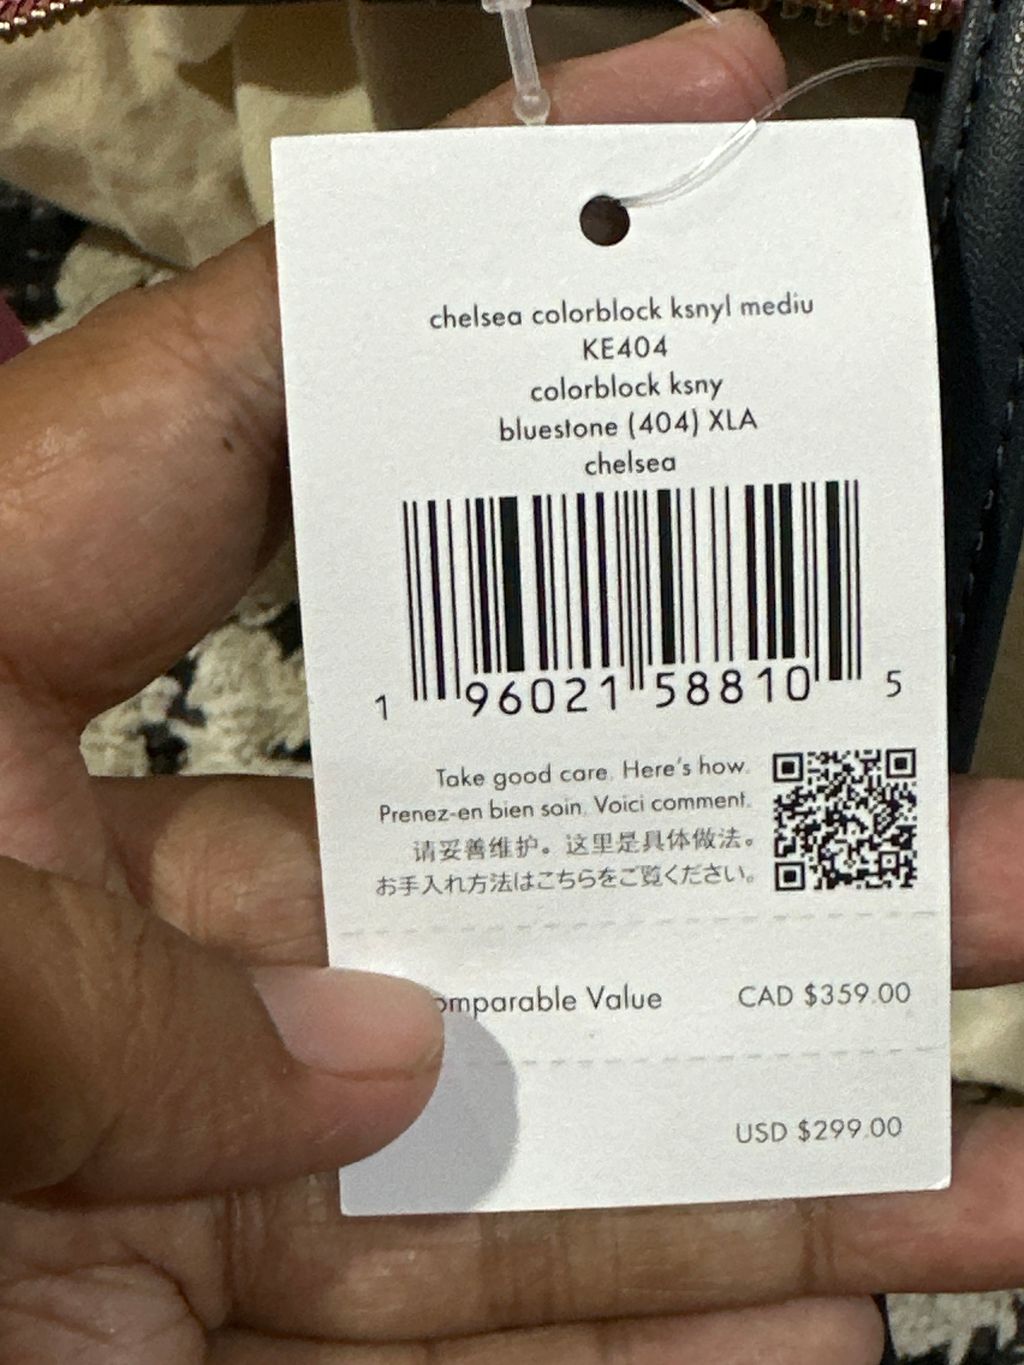 chelsea colorblock ksnyl mediu
KE404
colorblock ksny
bluestone (404) XLA
chelsea
1 96021 58810 5
Take good care. Here's how.
Prenez-en bien soin. Voici comment.
请妥善维护。这里是具体做法。
お手入れ方法はこちらをご覧ください。
omparable Value CAD $359.00
USD $299.00